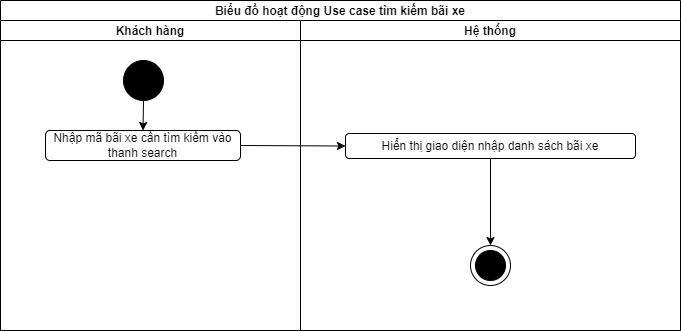 Biểu đồ hoạt động Use case tìm kiếm bãi xe
Khách hàng
Hệ thống
Nhập mã bãi xe cần tìm kiếm vào
thanh search
Hiển thị giao diện nhập danh sách bãi xe